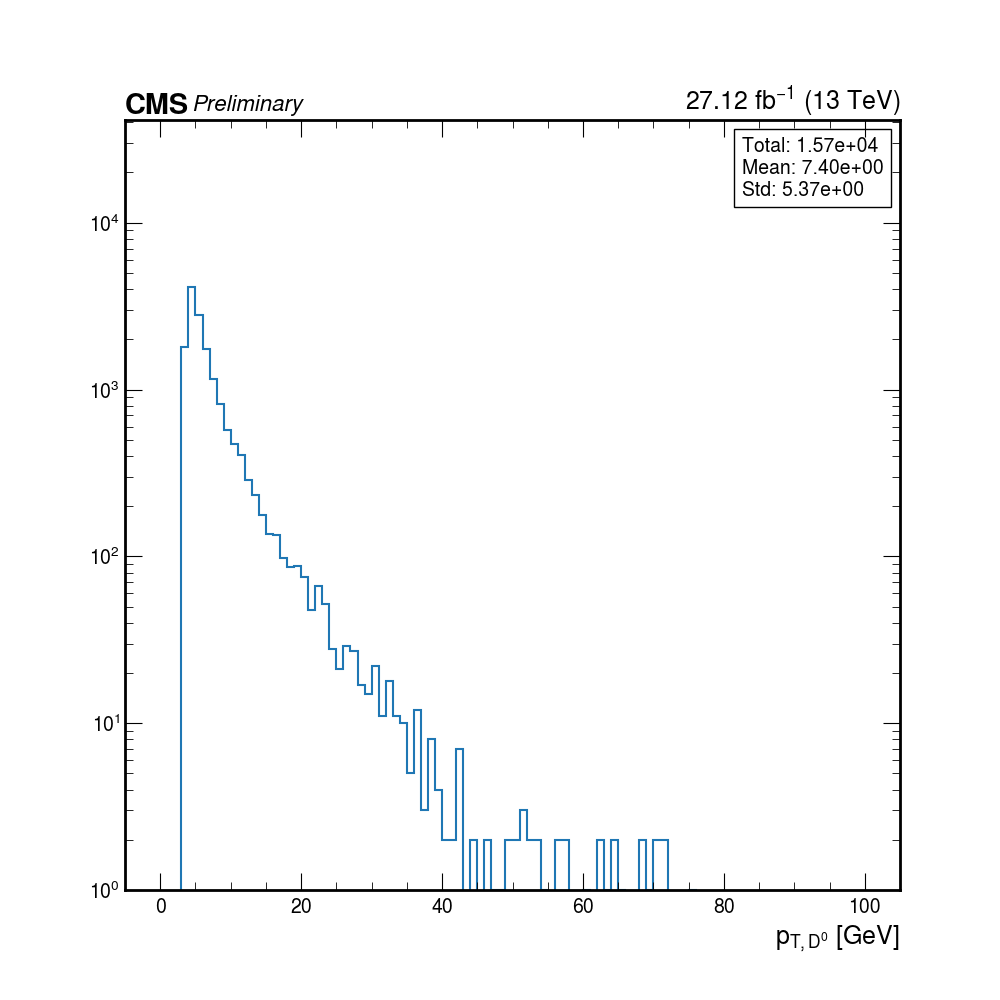 CMS Preliminary
27.12 fb⁻¹ (13 TeV)
Total: 1.57e+04
Mean: 7.40e+00
Std: 5.37e+00
10⁴
10³
10²
10¹
10⁰
0 20 40 60 80 100
p_{T, D⁰} [GeV]